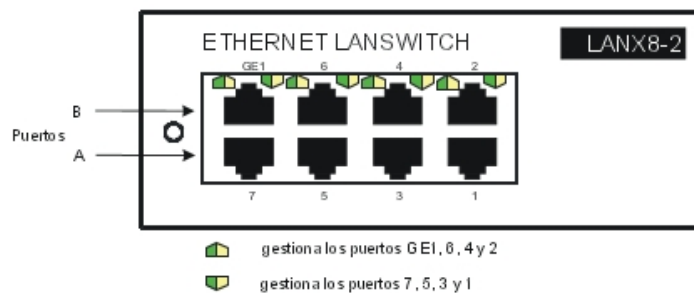 ETHERNET LANSWITCH
LANX8-2
GE1 6 4 2
B
Puertos
A
7 5 3 1
gestiona los puertos GE1, 6, 4 y 2
gestiona los puertos 7, 5, 3 y 1